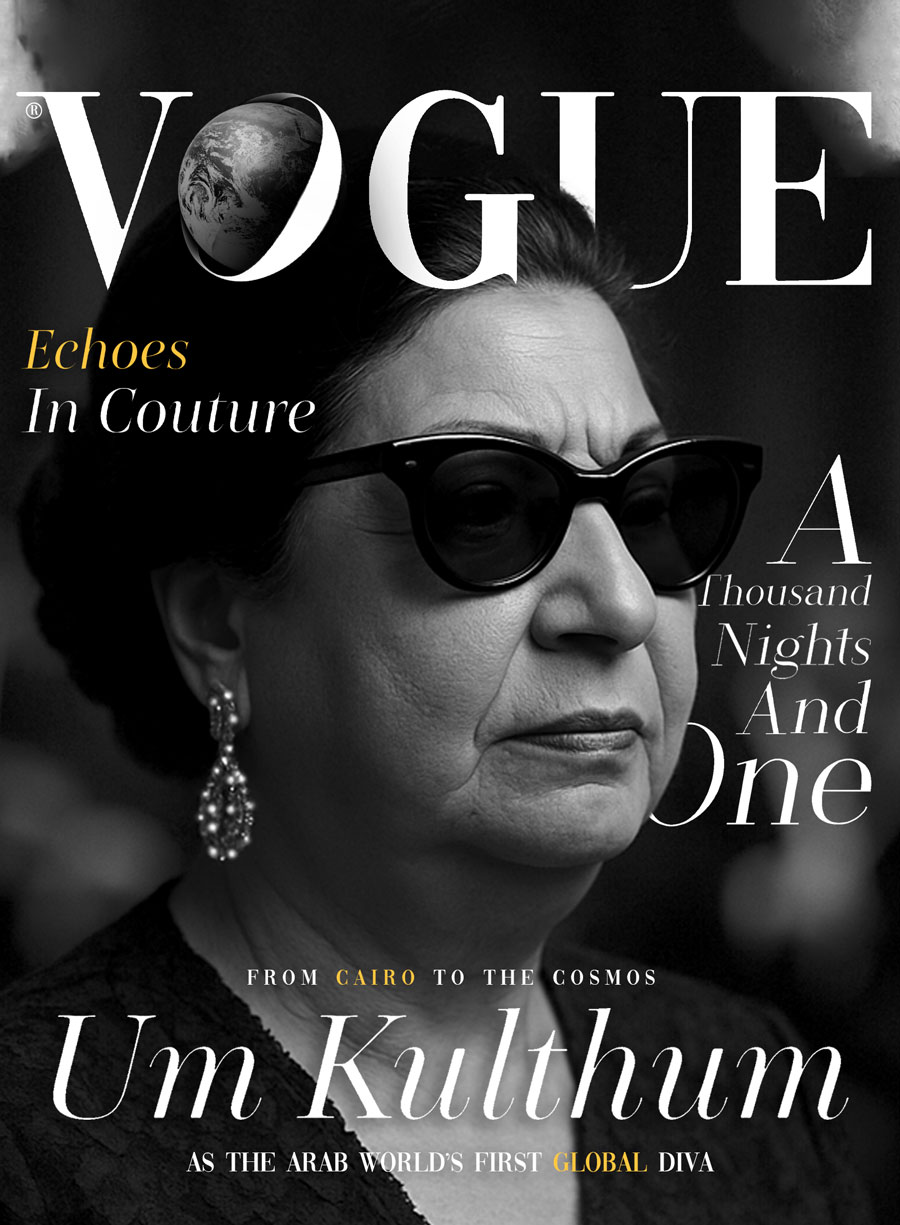 VOGUE
®
Echoes
In Couture
A
Thousand
Nights
And
One
FROM CAIRO TO THE COSMOS
Um Kulthum
AS THE ARAB WORLD'S FIRST GLOBAL DIVA